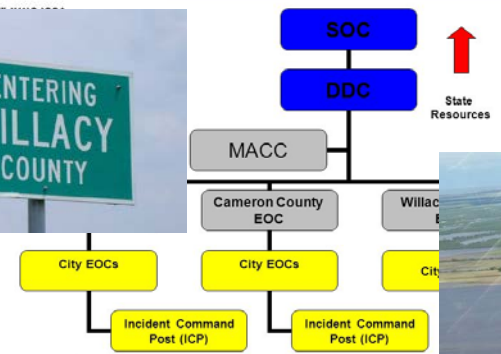 SOC
DDC
State
Resources
ENTERING
WILLACY
COUNTY
MACC
Cameron County
EOC
City EOCs
City EOCs
Incident Command
Post (ICP)
Incident Command
Post (ICP)